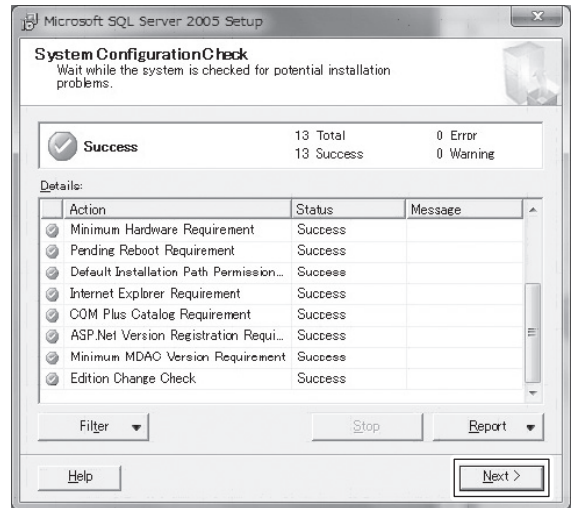 Microsoft SQL Server 2005 Setup
System Configuration Check
Wait while the system is checked for potential installation
problems.
Success
13 Total
0 Error
13 Success
0 Warning
Details:
Action Status Message
Minimum Hardware Requirement Success
Pending Reboot Requirement Success
Default Installation Path Permission... Success
Internet Explorer Requirement Success
COM Plus Catalog Requirement Success
ASP.Net Version Registration Requi... Success
Minimum MDAC Version Requirement Success
Edition Change Check Success
Filter
Stop
Report
Help
Next >